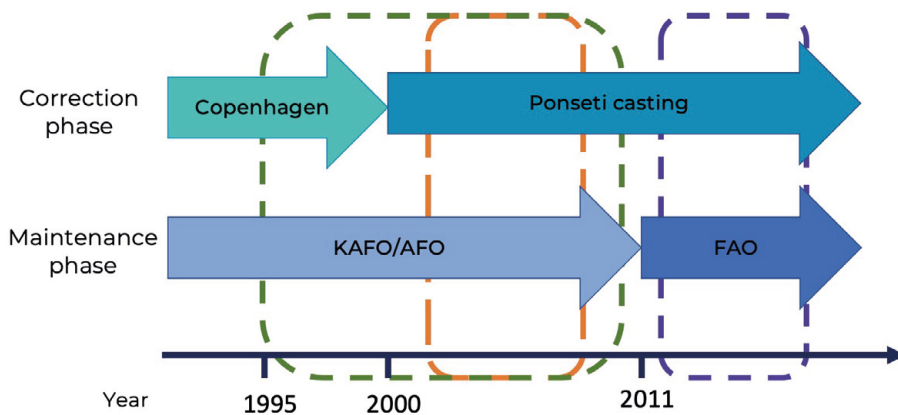 Correction
phase
Copenhagen
Ponseti casting
Maintenance
phase
KAFO/AFO
FAO
Year
1995
2000
2011